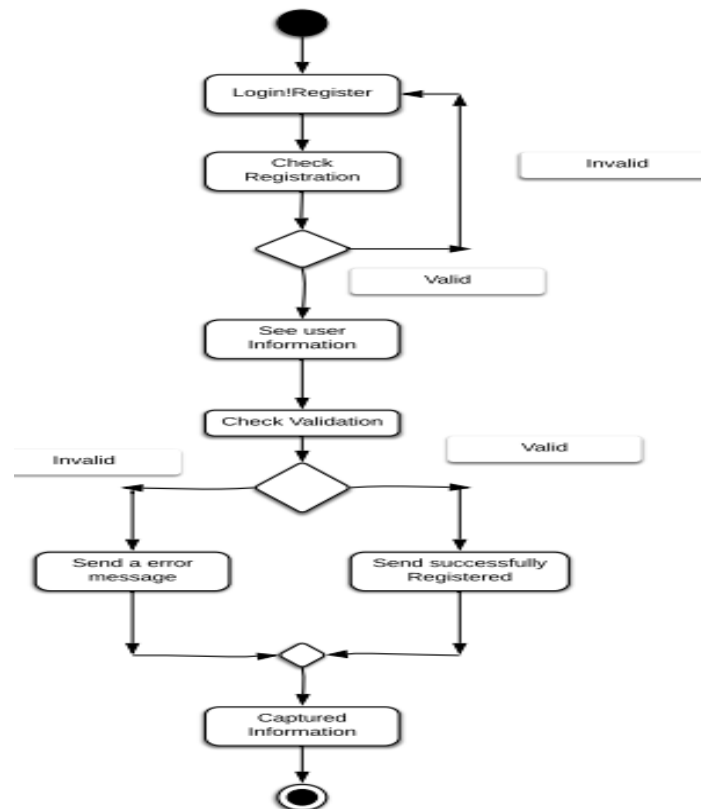 Login!Register
Check
Registration
Invalid
Valid
See user
Information
Check Validation
Invalid
Valid
Send a error
message
Send successfully
Registered
Captured
Information